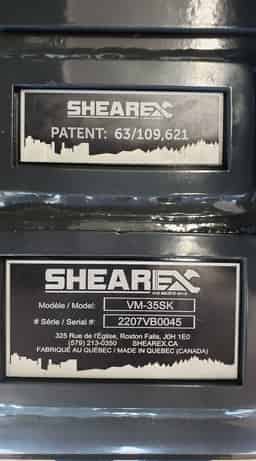 SHEAREX
PATENT: 63/109,621
SHEAREX
Modèle / Model: VM-35SK
# Série / Serial #: 2207VB0045
325 Rue de l'Église, Roxton Falls, J0H 1E0
(579) 213-0350 SHEAREX.CA
FABRIQUÉ AU QUÉBEC / MADE IN QUEBEC (CANADA)